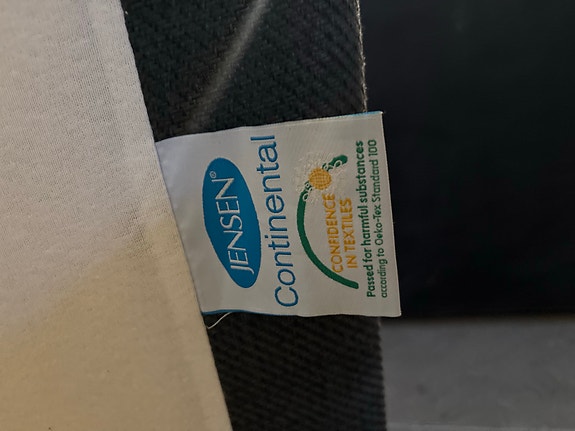 JENSEN®
Continental
CONFIDENCE
IN TEXTILES
Passed for harmful substances
according to Oeko-Tex Standard 100